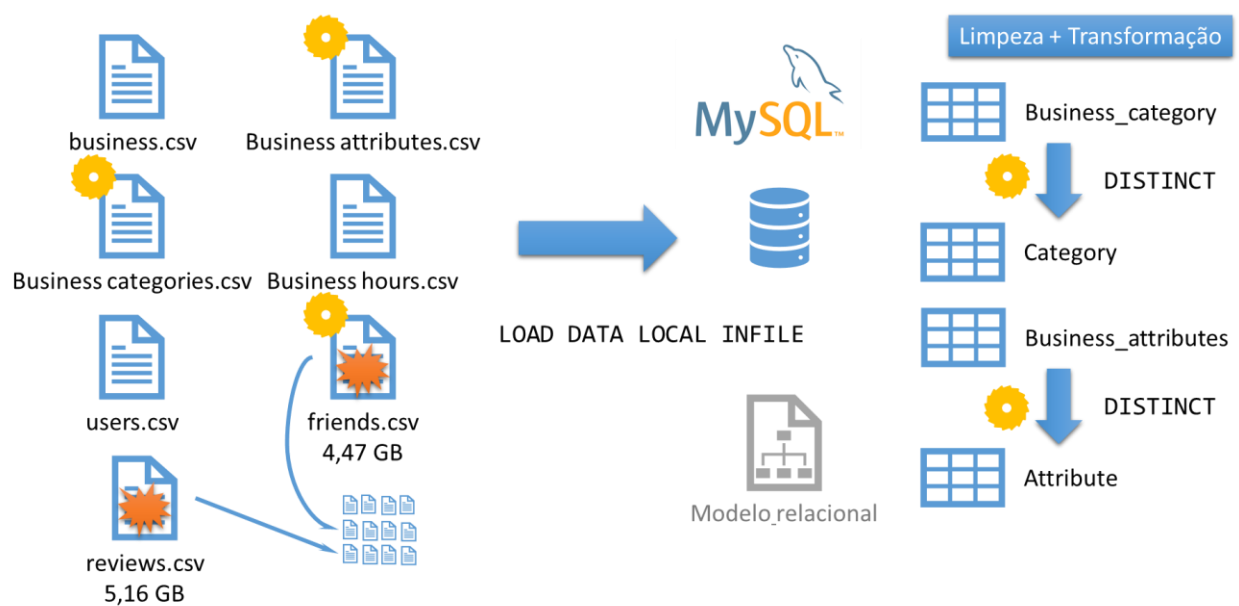 business.csv
Business attributes.csv
Business categories.csv
Business hours.csv
users.csv
friends.csv
4,47 GB
reviews.csv
5,16 GB
MySQL™
LOAD DATA LOCAL INFILE
Modelo relacional
Limpeza + Transformação
Business_category
DISTINCT
Category
Business_attributes
DISTINCT
Attribute